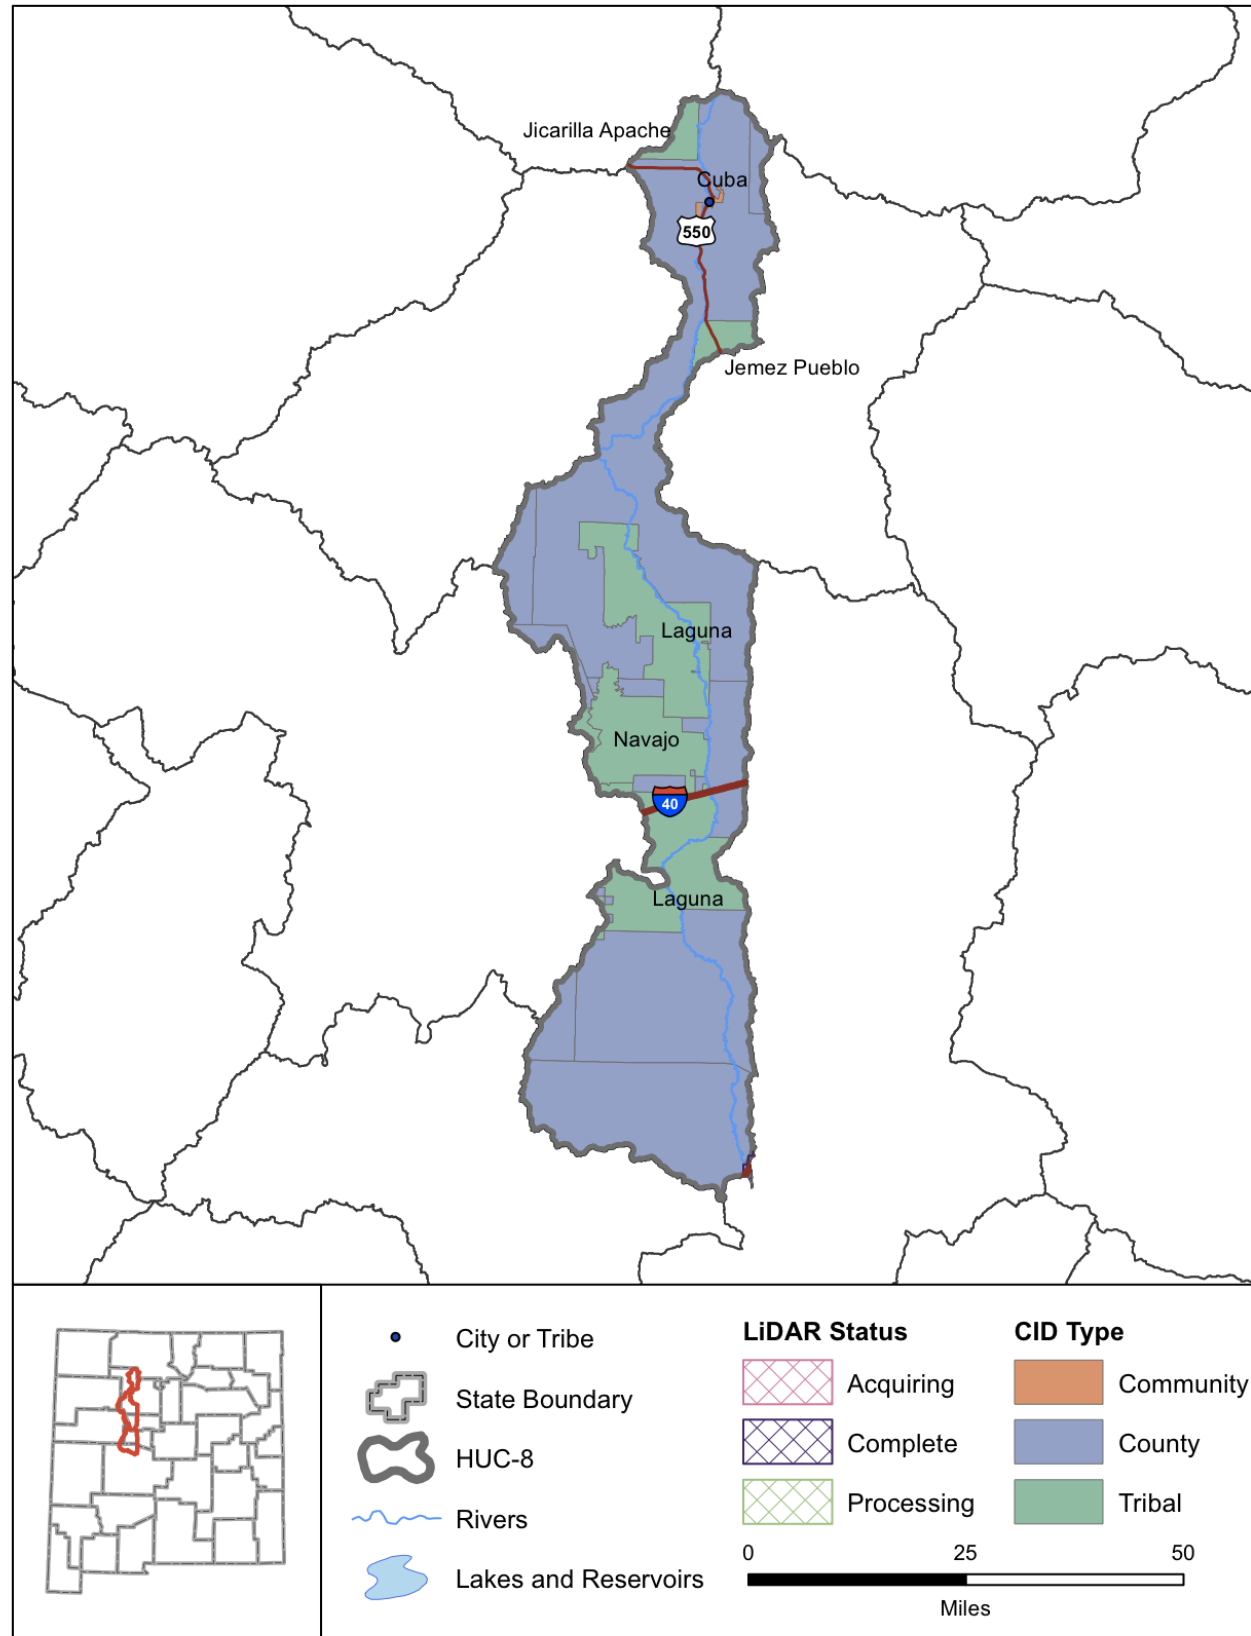 Jicarilla Apache
Cuba
550
Jemez Pueblo
Laguna
Navajo
40
Laguna
City or Tribe
State Boundary
HUC-8
Rivers
Lakes and Reservoirs
LiDAR Status
Acquiring
Complete
Processing
CID Type
Community
County
Tribal
0 25 50
Miles